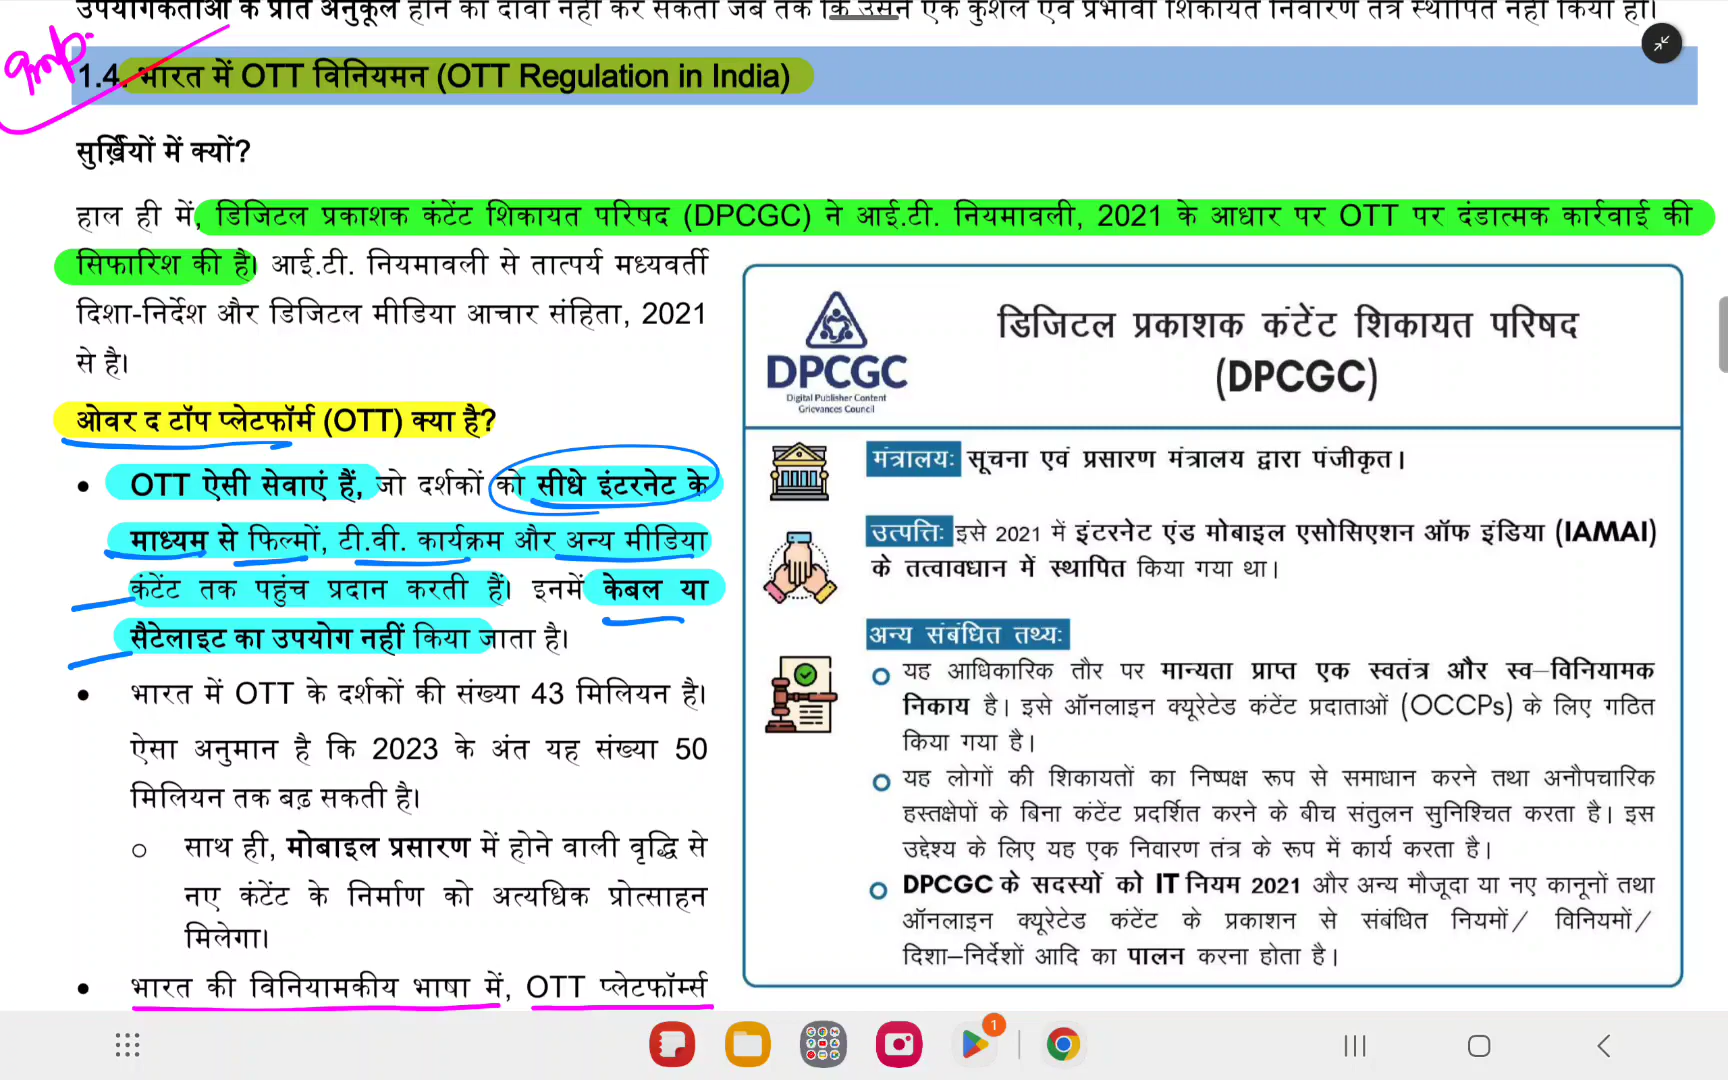 उपयोगकर्ताओं के प्रति अनुकूल होने का दावा नहीं कर सकता जब तक कि उसने एक कुशल एवं प्रभावी शिकायत निवारण तंत्र स्थापित नहीं किया हो।
Imp.
1.4. भारत में OTT विनियमन (OTT Regulation in India)
सुर्ख़ियों में क्यों?
हाल ही में, डिजिटल प्रकाशक कंटेंट शिकायत परिषद (DPCGC) ने आई.टी. नियमावली, 2021 के आधार पर OTT पर दंडात्मक कार्रवाई की
सिफारिश की है। आई.टी. नियमावली से तात्पर्य मध्यवर्ती
दिशा-निर्देश और डिजिटल मीडिया आचार संहिता, 2021
से है।
ओवर द टॉप प्लेटफॉर्म (OTT) क्या है?
• OTT ऐसी सेवाएं हैं, जो दर्शकों को सीधे इंटरनेट के
माध्यम से फिल्मों, टी.वी. कार्यक्रम और अन्य मीडिया
कंटेंट तक पहुंच प्रदान करती हैं। इनमें केबल या
सैटेलाइट का उपयोग नहीं किया जाता है।
• भारत में OTT के दर्शकों की संख्या 43 मिलियन है।
ऐसा अनुमान है कि 2023 के अंत यह संख्या 50
मिलियन तक बढ़ सकती है।
o साथ ही, मोबाइल प्रसारण में होने वाली वृद्धि से
नए कंटेंट के निर्माण को अत्यधिक प्रोत्साहन
मिलेगा।
• भारत की विनियामकीय भाषा में, OTT प्लेटफॉर्म्स
DPCGC
Digital Publisher Content
Grievances Council
डिजिटल प्रकाशक कंटेंट शिकायत परिषद
(DPCGC)
मंत्रालय: सूचना एवं प्रसारण मंत्रालय द्वारा पंजीकृत।
उत्पत्ति: इसे 2021 में इंटरनेट एंड मोबाइल एसोसिएशन ऑफ इंडिया (IAMAI)
के तत्वावधान में स्थापित किया गया था।
अन्य संबंधित तथ्य:
o यह आधिकारिक तौर पर मान्यता प्राप्त एक स्वतंत्र और स्व–विनियामक
निकाय है। इसे ऑनलाइन क्यूरेटेड कंटेंट प्रदाताओं (OCCPs) के लिए गठित
किया गया है।
o यह लोगों की शिकायतों का निष्पक्ष रूप से समाधान करने तथा अनौपचारिक
हस्तक्षेपों के बिना कंटेंट प्रदर्शित करने के बीच संतुलन सुनिश्चित करता है। इस
उद्देश्य के लिए यह एक निवारण तंत्र के रूप में कार्य करता है।
o DPCGC के सदस्यों को IT नियम 2021 और अन्य मौजूदा या नए कानूनों तथा
ऑनलाइन क्यूरेटेड कंटेंट के प्रकाशन से संबंधित नियमों/ विनियमों/
दिशा–निर्देशों आदि का पालन करना होता है।
1